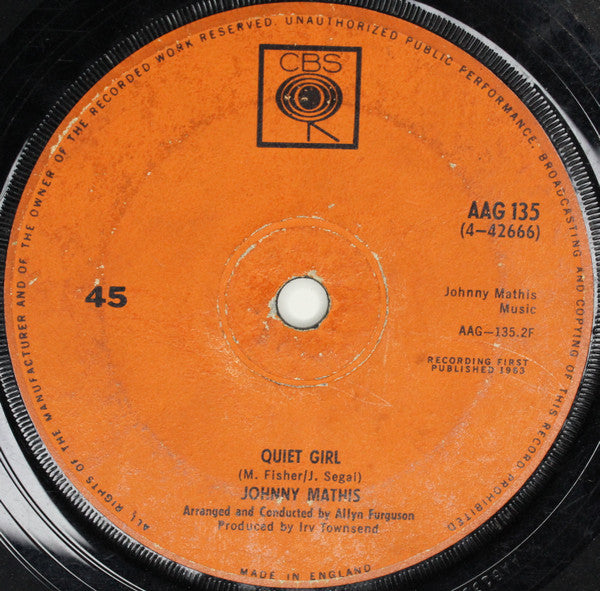 ALL RIGHTS OF THE MANUFACTURER AND OF THE OWNER OF THE RECORDED WORK RESERVED. UNAUTHORIZED PUBLIC PERFORMANCE, BROADCASTING AND COPYING OF THIS RECORD PROHIBITED
CBS
AAG 135
(4-42666)
45
Johnny Mathis
Music
AAG-135.2F
RECORDING FIRST
PUBLISHED 1963
QUIET GIRL
(M. Fisher/J. Segal)
JOHNNY MATHIS
Arranged and Conducted by Allyn Furguson
Produced by Irv Townsend
MADE IN ENGLAND